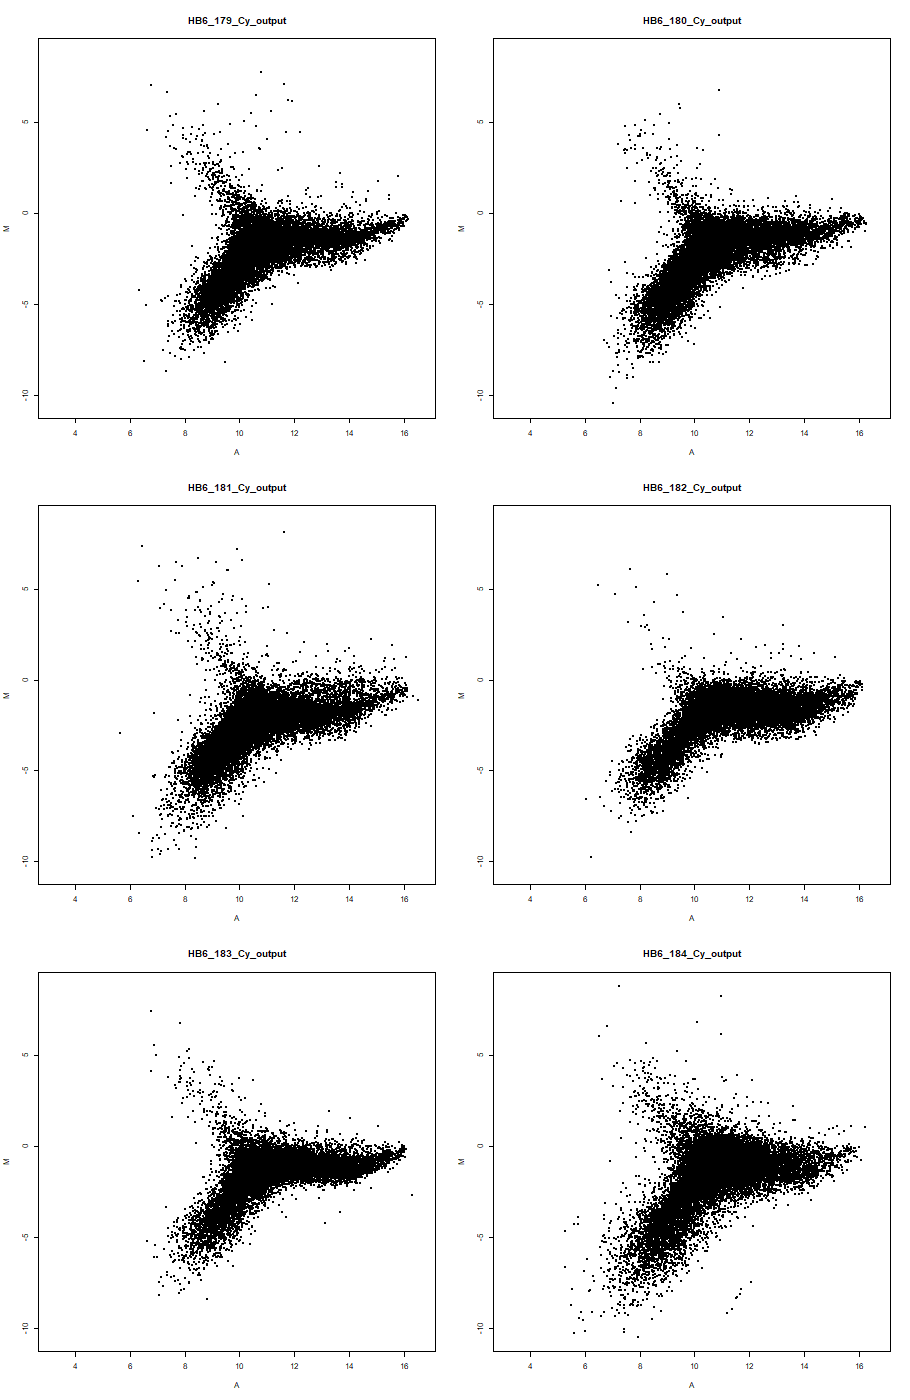 HB6_179_Cy_output
HB6_180_Cy_output
5
0
-5
-10
M
4 6 8 10 12 14 16
A
5
0
-5
-10
M
4 6 8 10 12 14 16
A
HB6_181_Cy_output
HB6_182_Cy_output
5
0
-5
-10
M
4 6 8 10 12 14 16
A
5
0
-5
-10
M
4 6 8 10 12 14 16
A
HB6_183_Cy_output
HB6_184_Cy_output
5
0
-5
-10
M
4 6 8 10 12 14 16
A
5
0
-5
-10
M
4 6 8 10 12 14 16
A